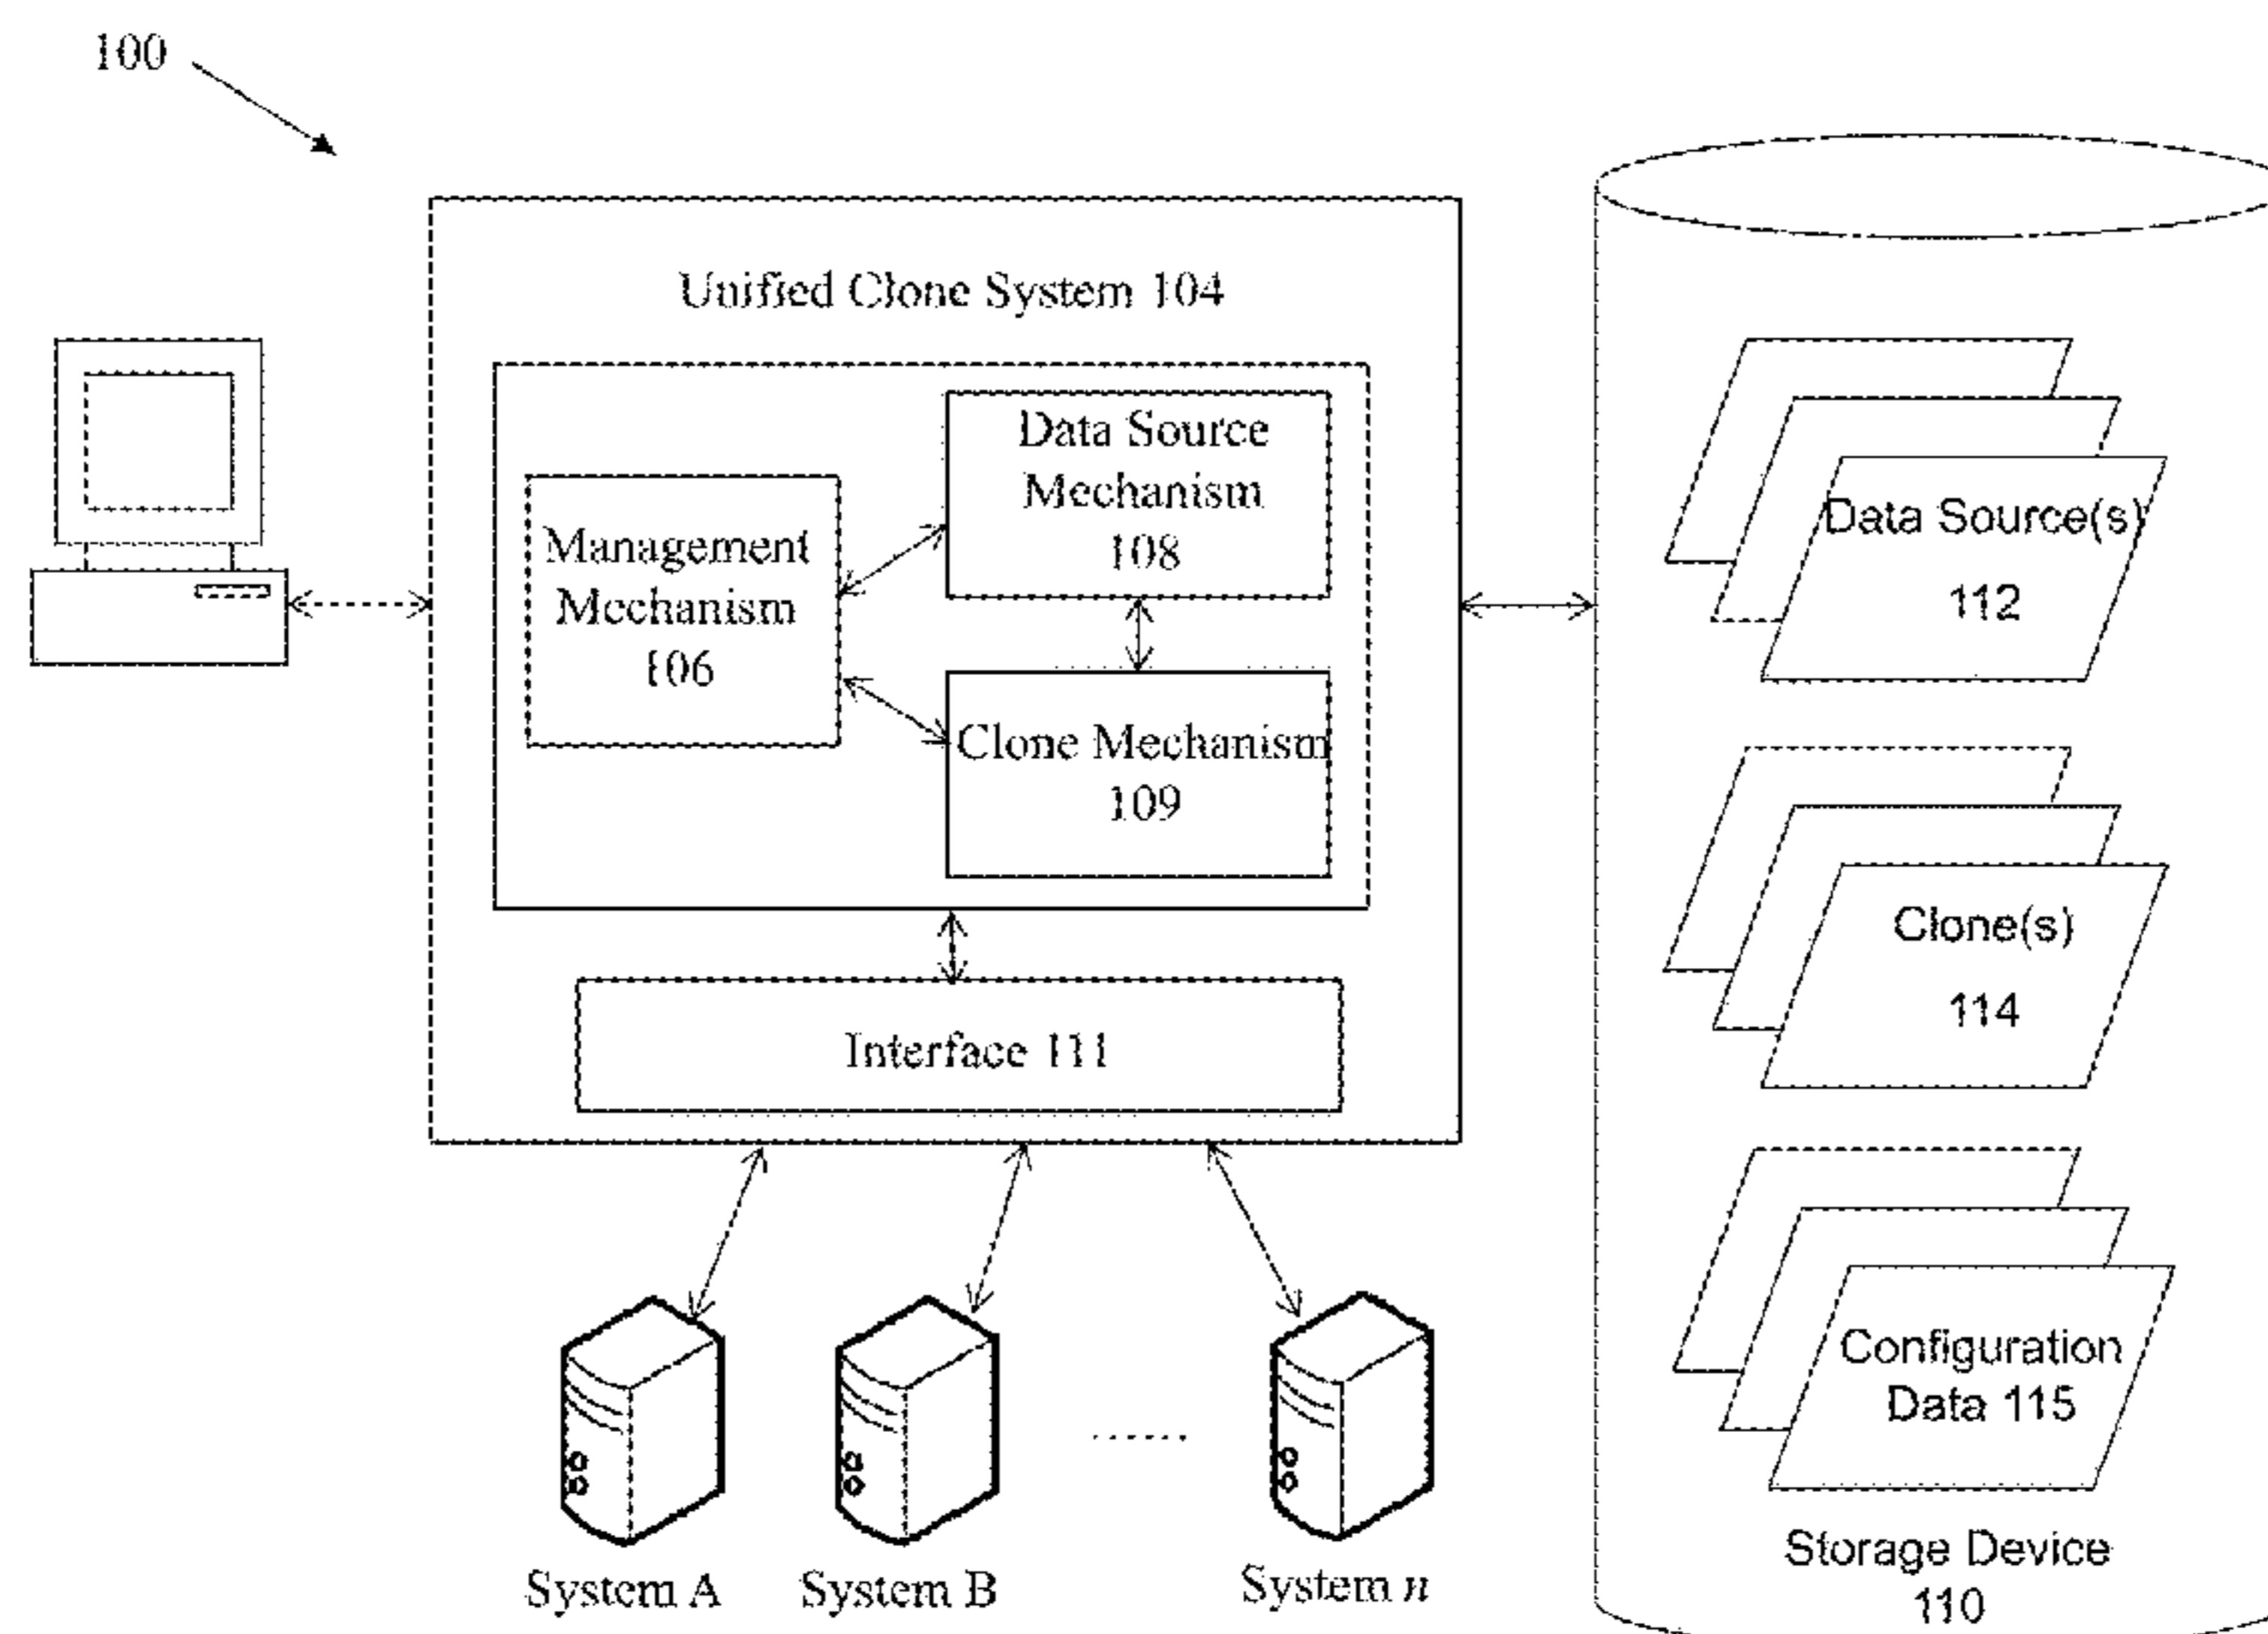 100
Unified Clone System 104
Data Source
Mechanism
108
Management
Mechanism
106
Clone Mechanism
109
Interface 111
System A
System B
......
System n
Data Source(s)
112
Clone(s)
114
Configuration
Data 115
Storage Device
110